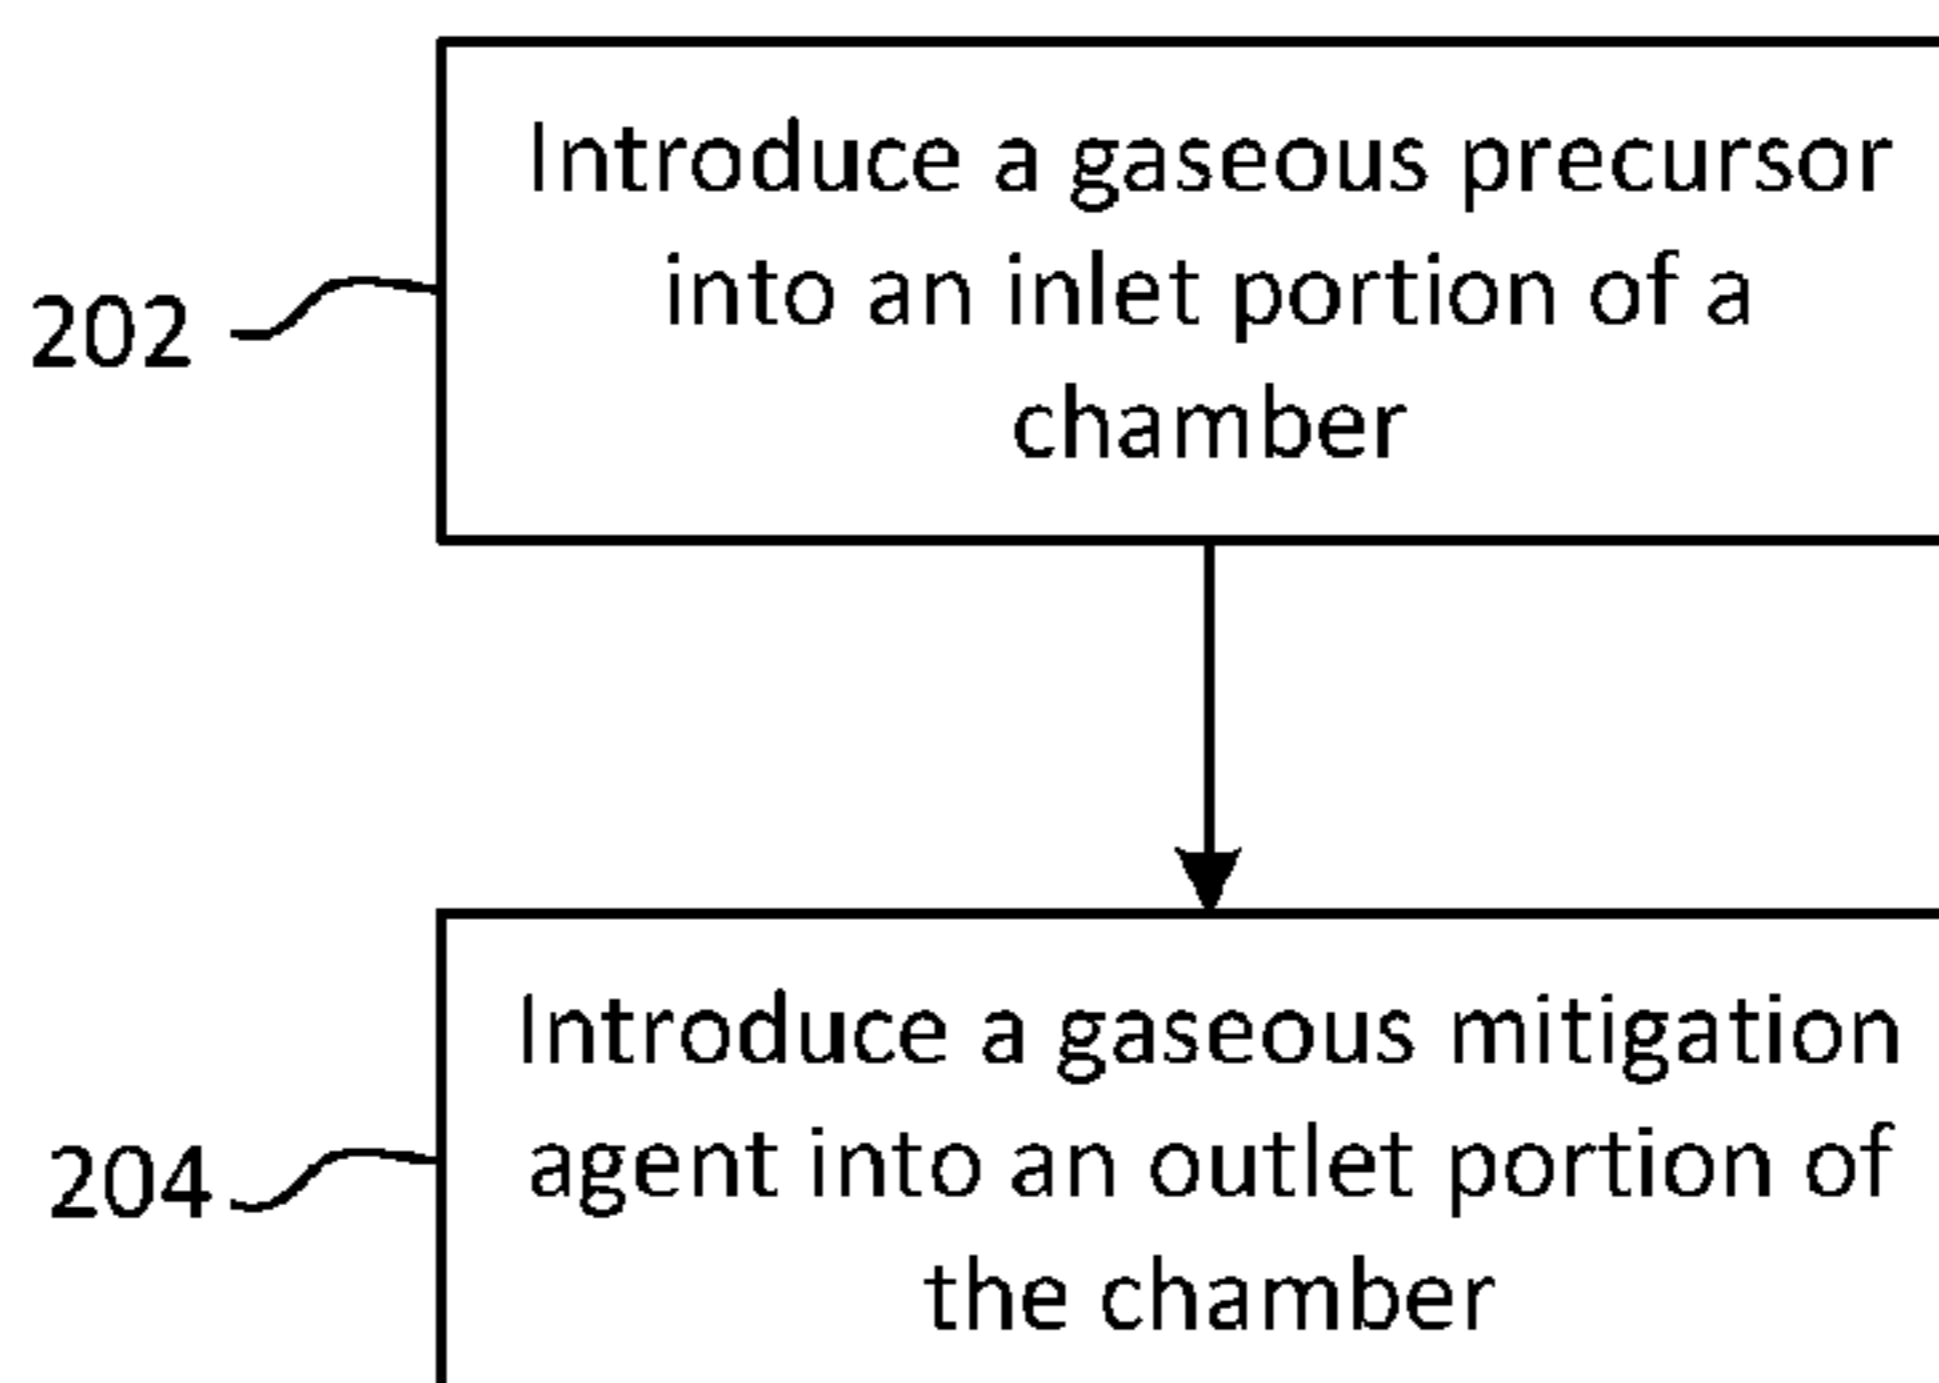 Introduce a gaseous precursor
into an inlet portion of a
chamber
202
Introduce a gaseous mitigation
agent into an outlet portion of
the chamber
204